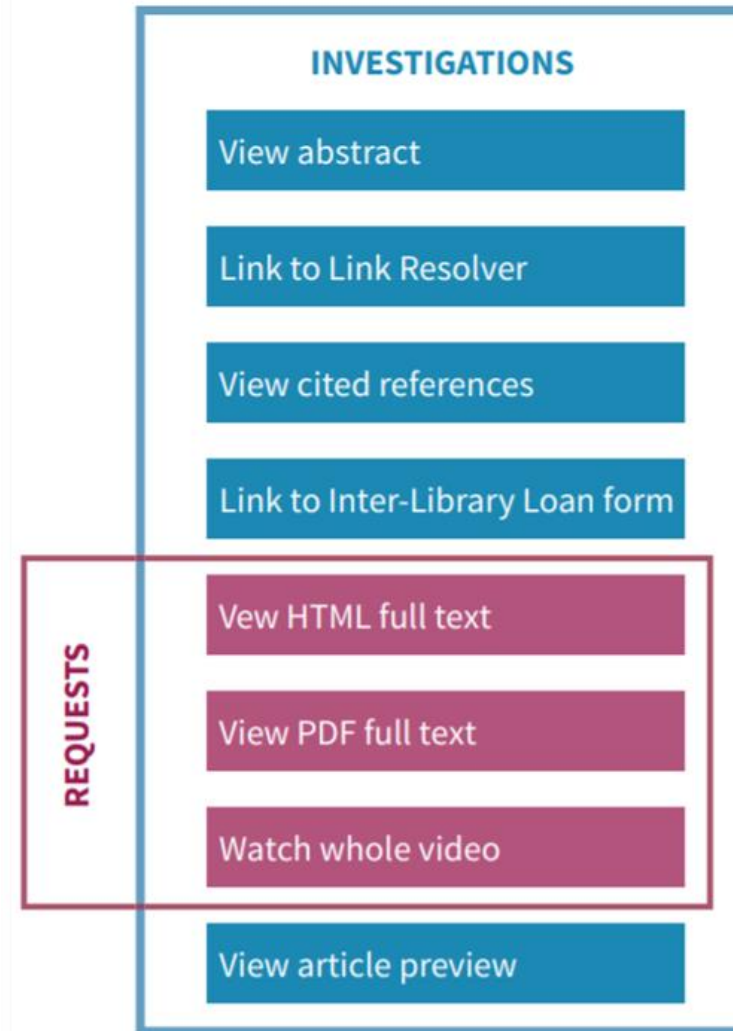 INVESTIGATIONS
View abstract
Link to Link Resolver
View cited references
Link to Inter-Library Loan form
REQUESTS
Vew HTML full text
View PDF full text
Watch whole video
View article preview